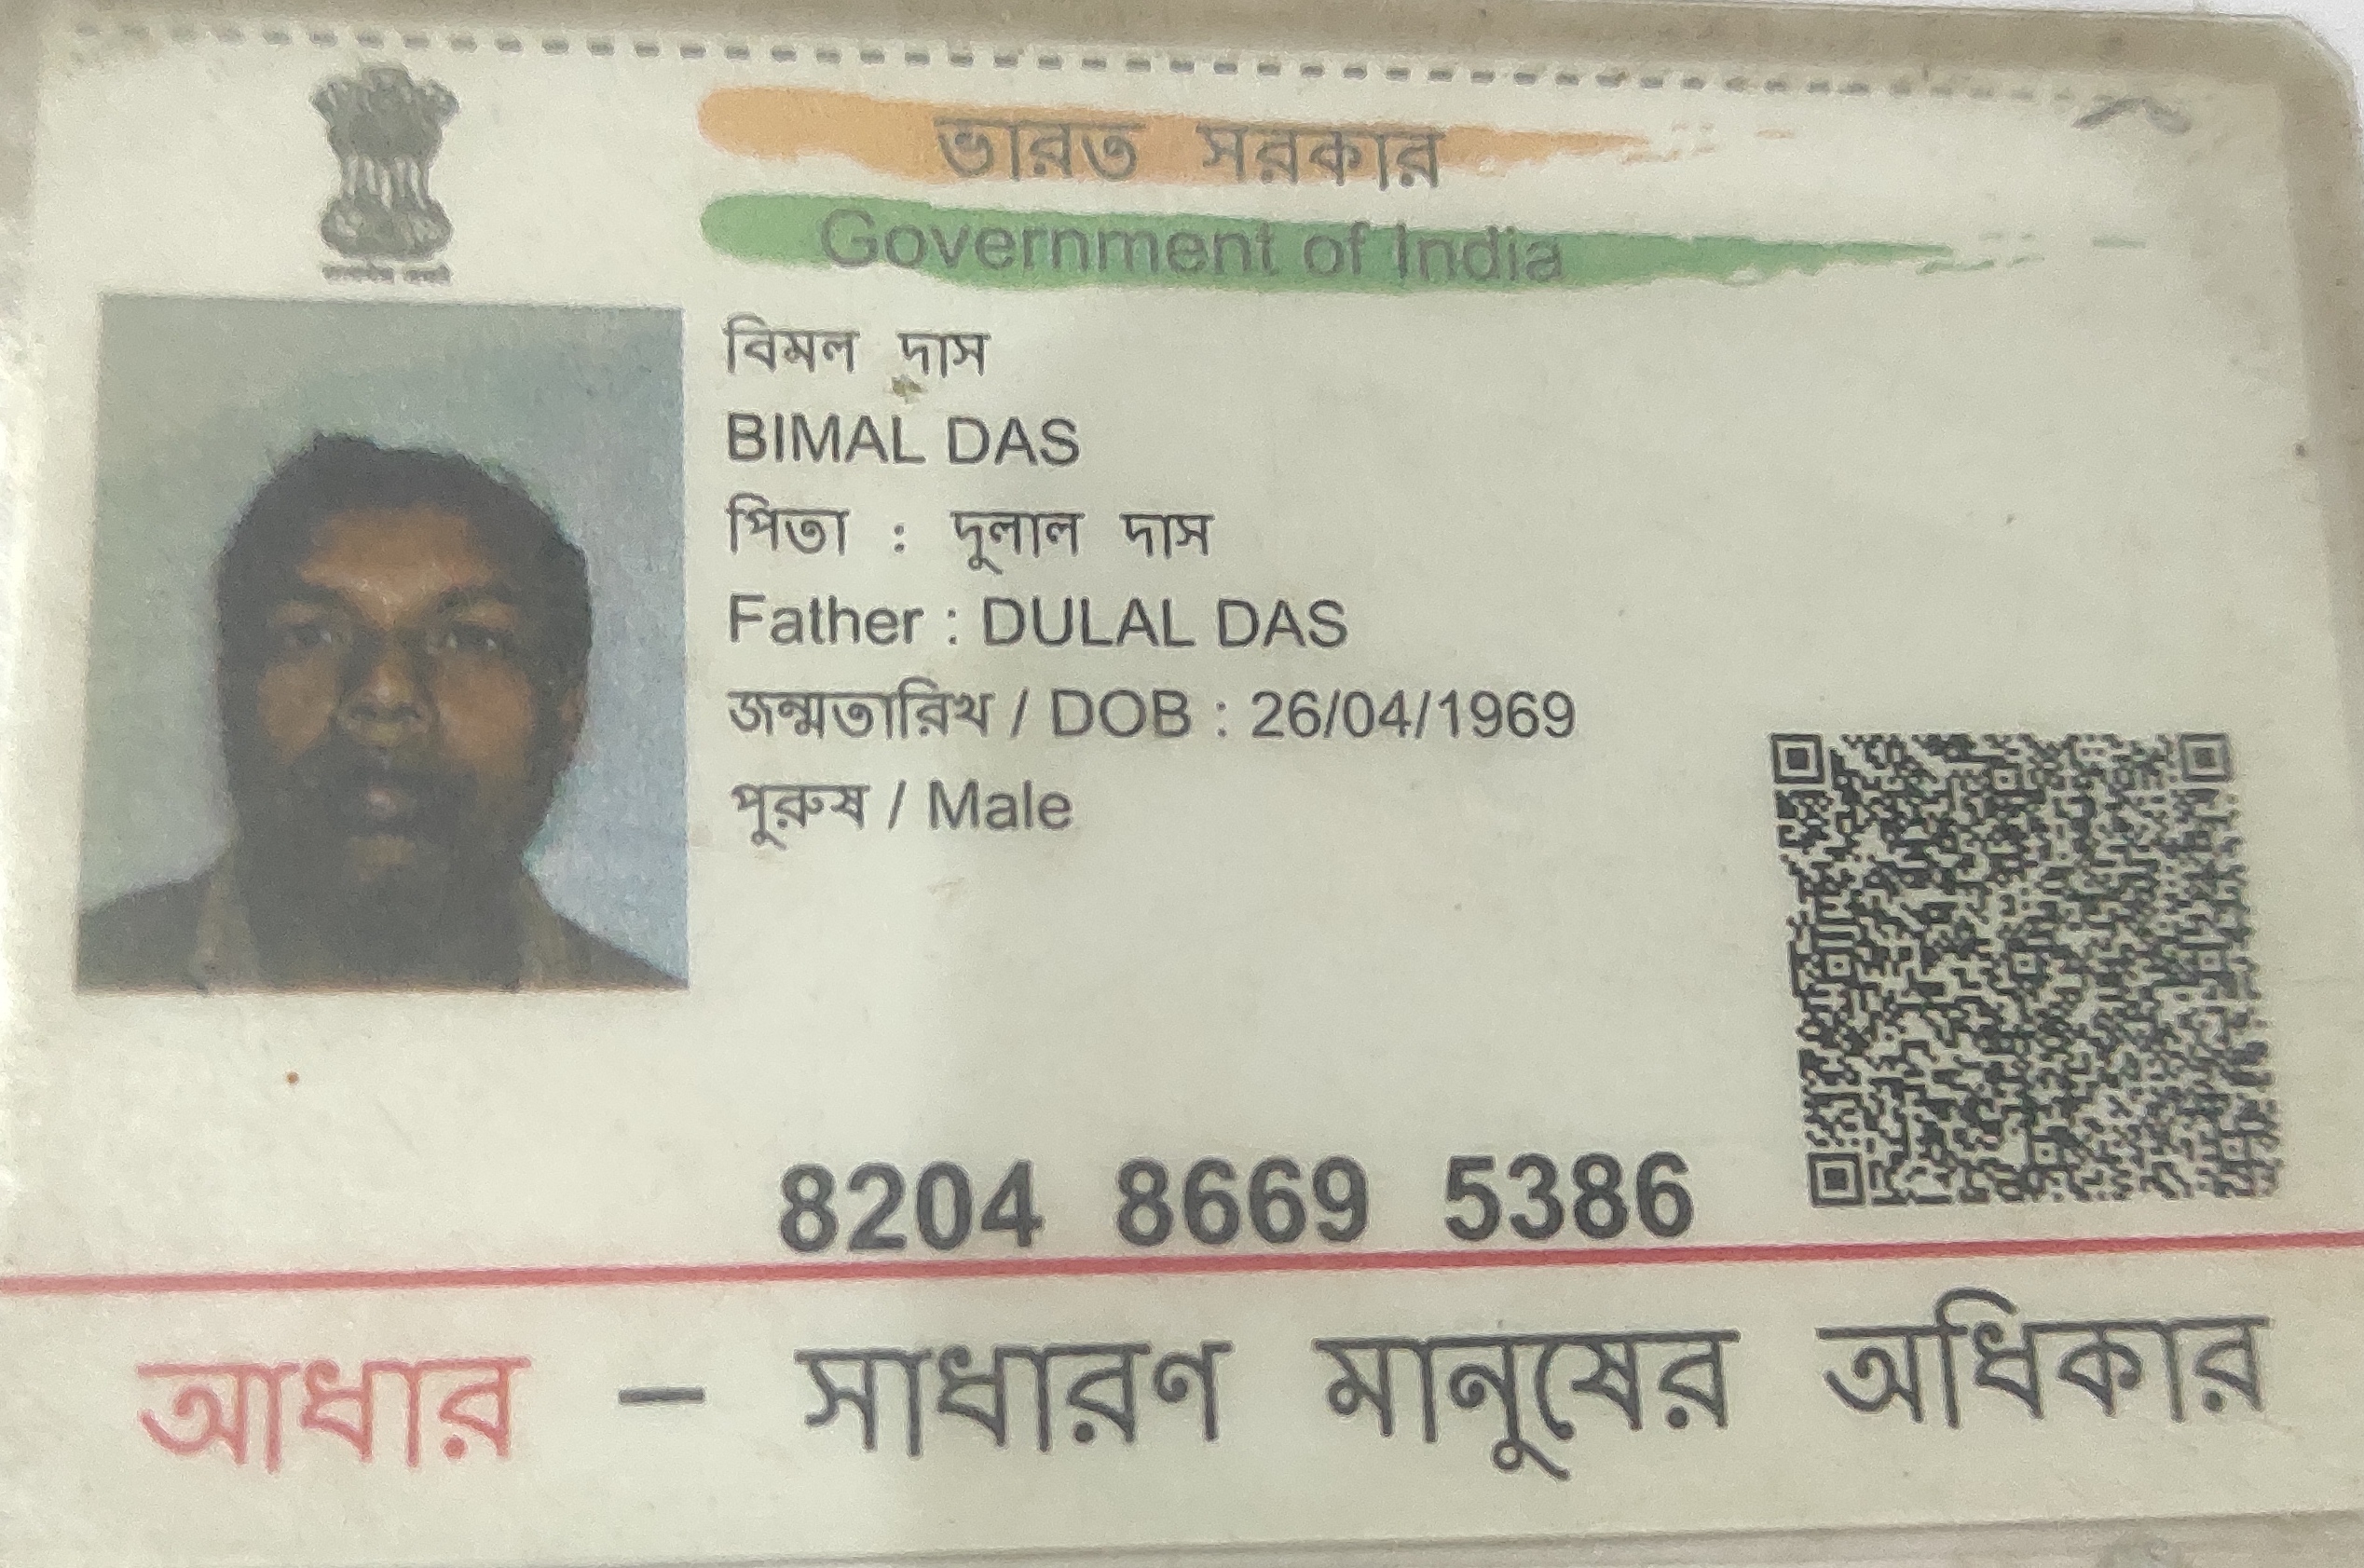 ভারত সরকার
Government of India
বিমল দাস
BIMAL DAS
পিতা : দুলাল দাস
Father : DULAL DAS
জন্মতারিখ / DOB : 26/04/1969
পুরুষ / Male
8204 8669 5386
আধার – সাধারণ মানুষের অধিকার